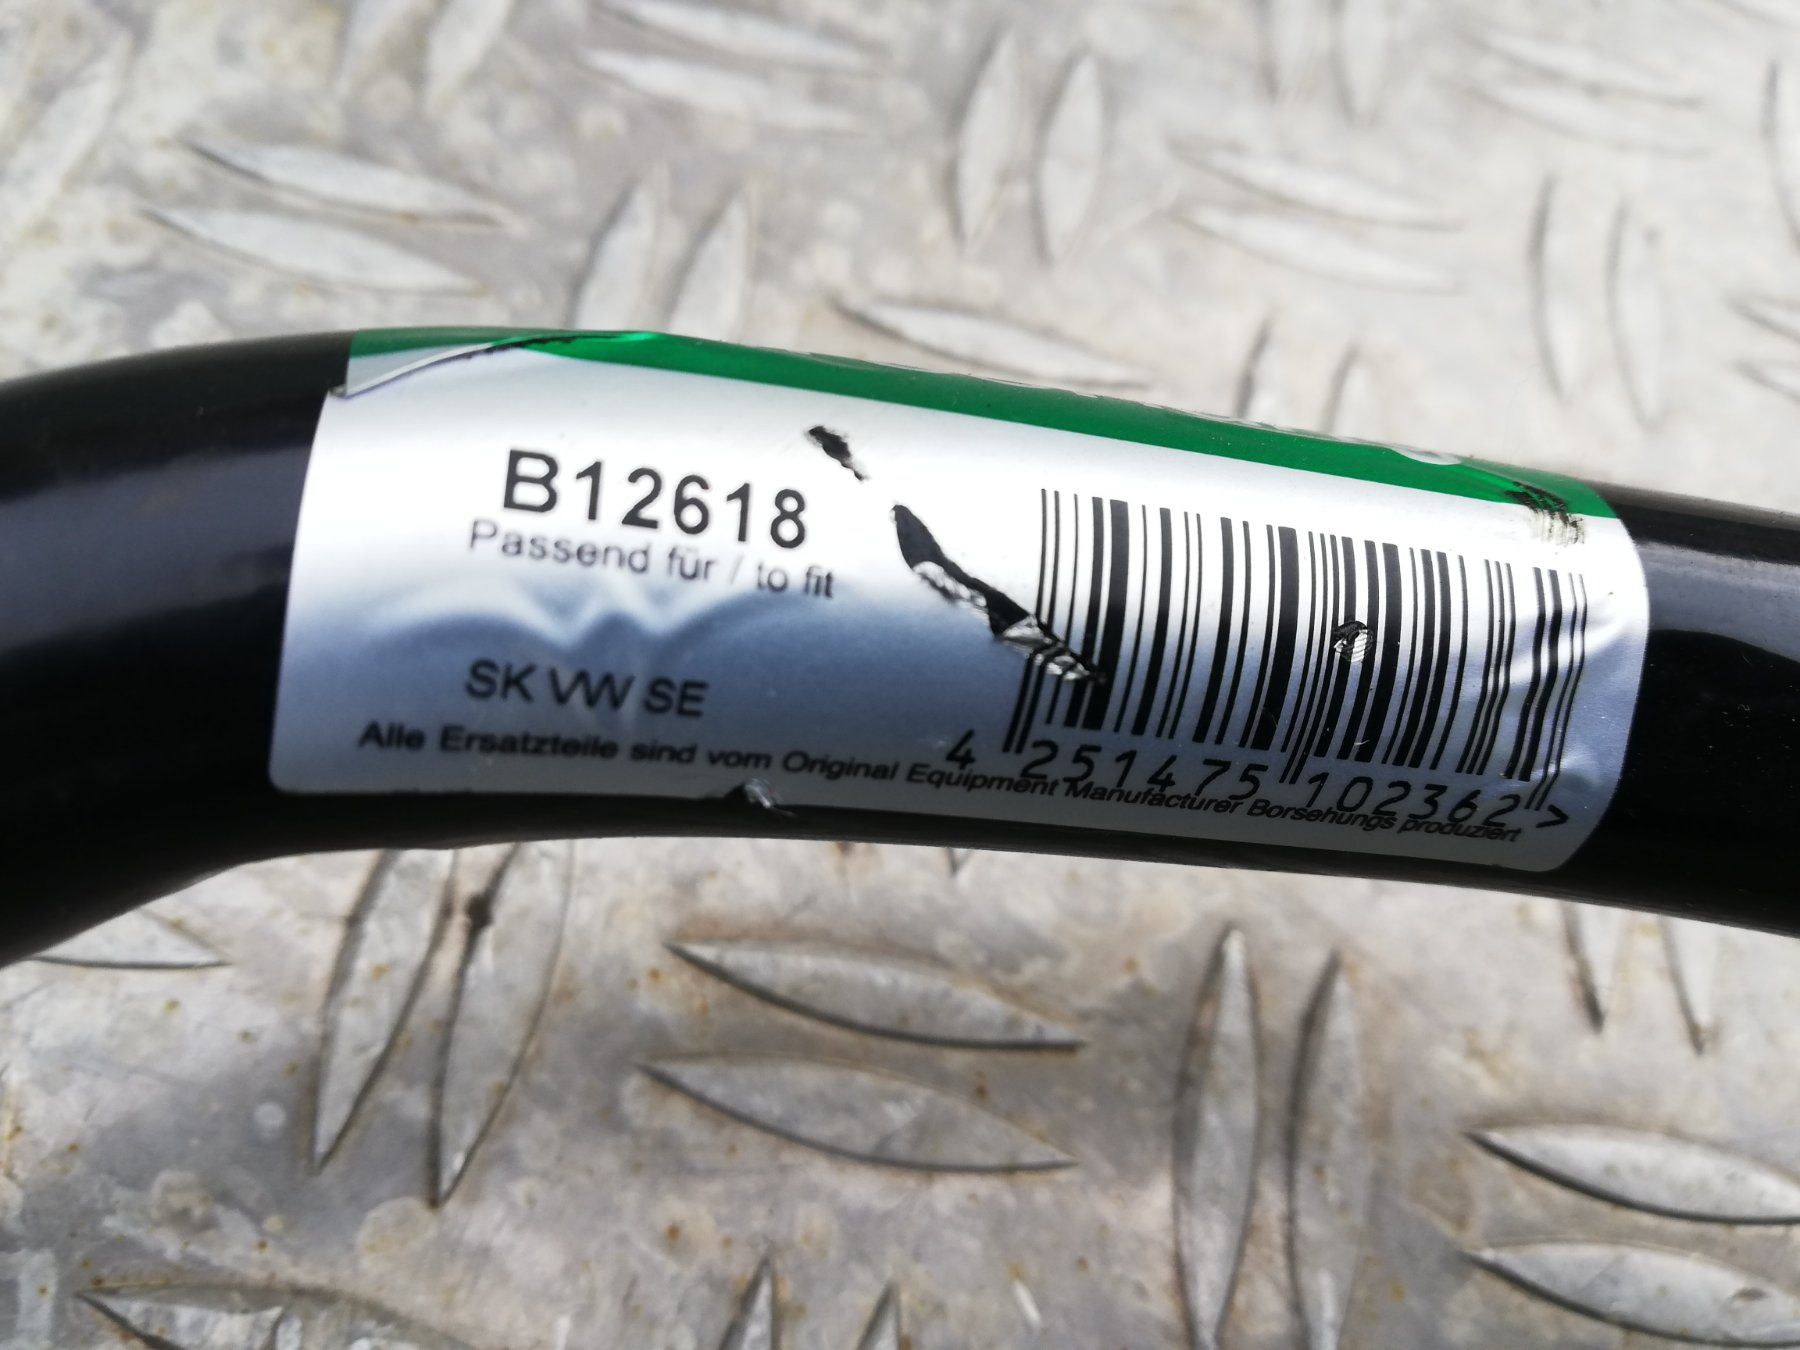 B12618
Passend für / to fit
SK VW SE
4 251475 102362 >
Alle Ersatzteile sind vom Original Equipment Manufacturer Borsehungs produziert